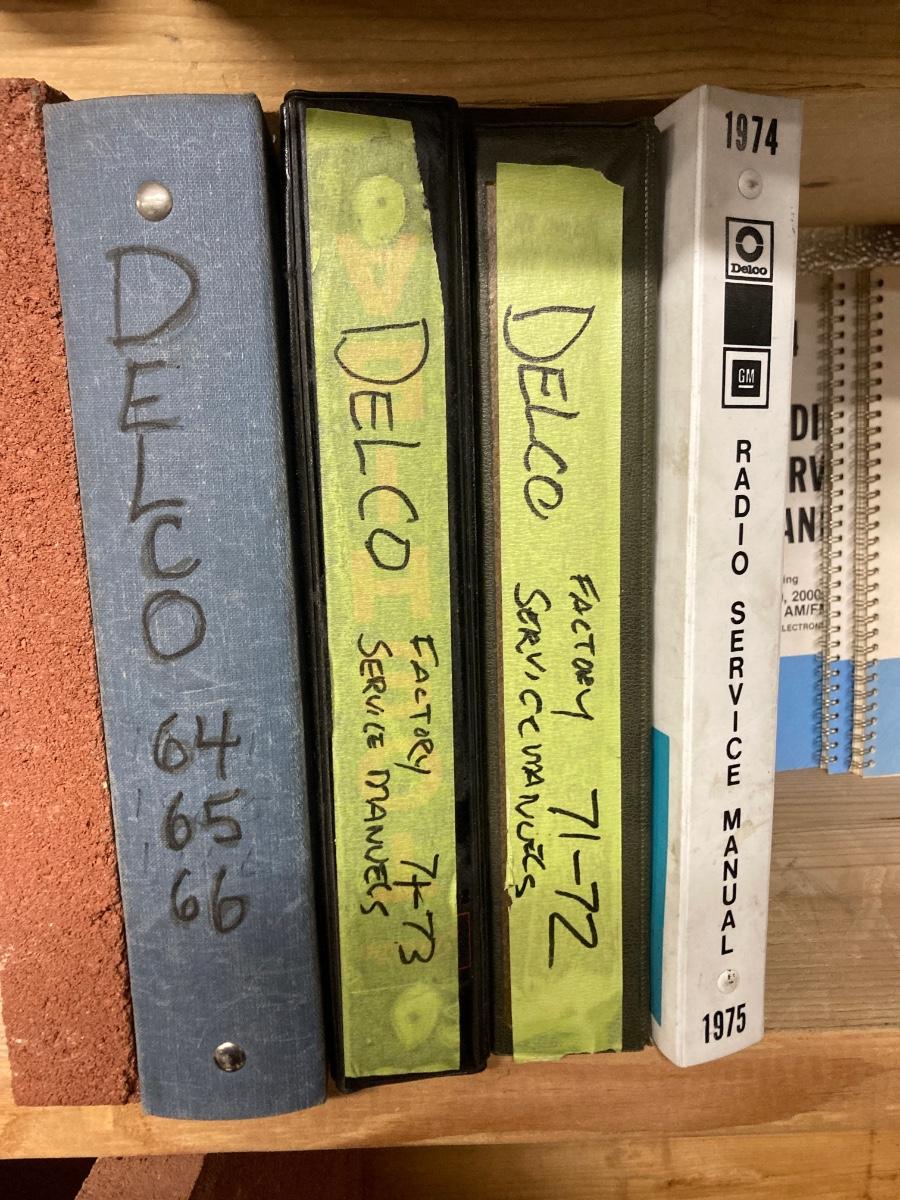 DELCO
64
65
66
DELCO
FACTORY
SERVICE MANUELS
71-73
DELCO
FACTORY
SERVICE MANUELS
71-72
1974
Delco
GM
RADIO SERVICE MANUAL
1975